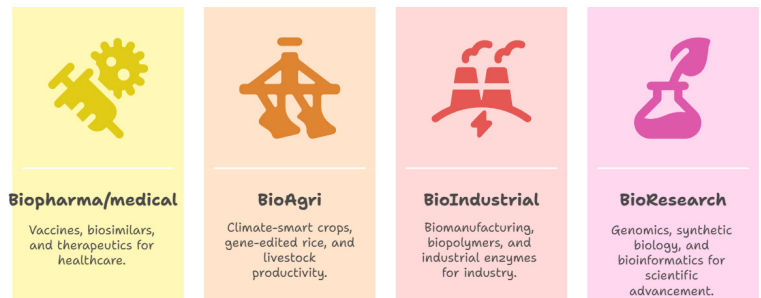 Biopharma/medical
Vaccines, biosimilars,
and therapeutics for
healthcare.
BioAgri
Climate-smart crops,
gene-edited rice, and
livestock
productivity.
BioIndustrial
Biomanufacturing,
biopolymers, and
industrial enzymes
for industry.
BioResearch
Genomics, synthetic
biology, and
bioinformatics for
scientific
advancement.